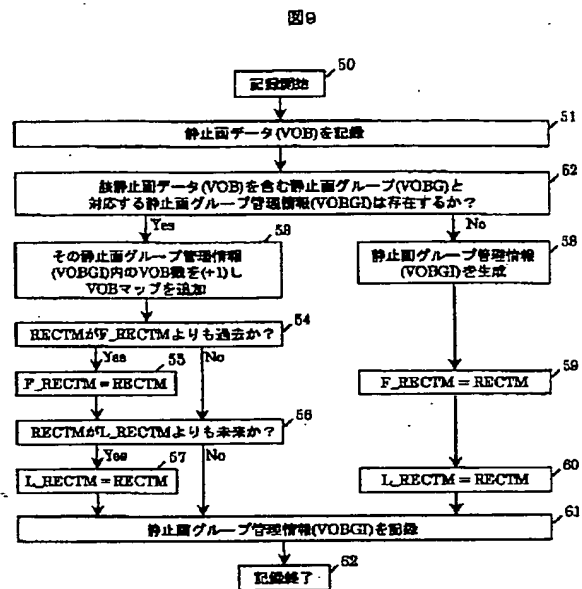 図9
50
記録開始
51
静止画データ(VOB)を記録
52
該静止画データ(VOB)を含む静止画グループ(VOBG)と
対応する静止画グループ管理情報(VOBGI)は存在するか?
Yes
No
53
その静止画グループ管理情報
(VOBGI)内のVOB数を(+1)し
VOBマップを追加
58
静止画グループ管理情報
(VOBGI)を生成
54
RECTMがF_RECTMよりも過去か?
Yes
55
No
F_RECTM=RECTM
59
F_RECTM=RECTM
56
RECTMがL_RECTMよりも未来か?
Yes
57
No
L_RECTM=RECTM
60
L_RECTM=RECTM
61
静止画グループ管理情報(VOBGI)を記録
62
記録終了